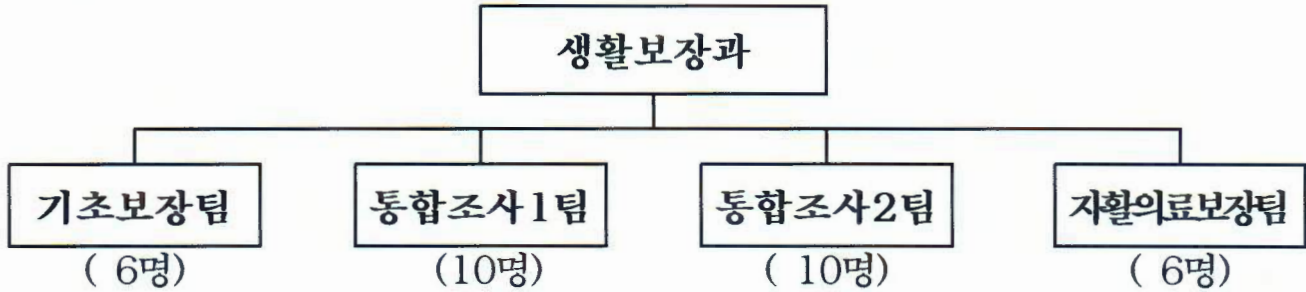 생활보장과
기초보장팀 통합조사1팀 통합조사2팀 자활의료보장팀
( 6명) (10명) ( 10명) ( 6명)